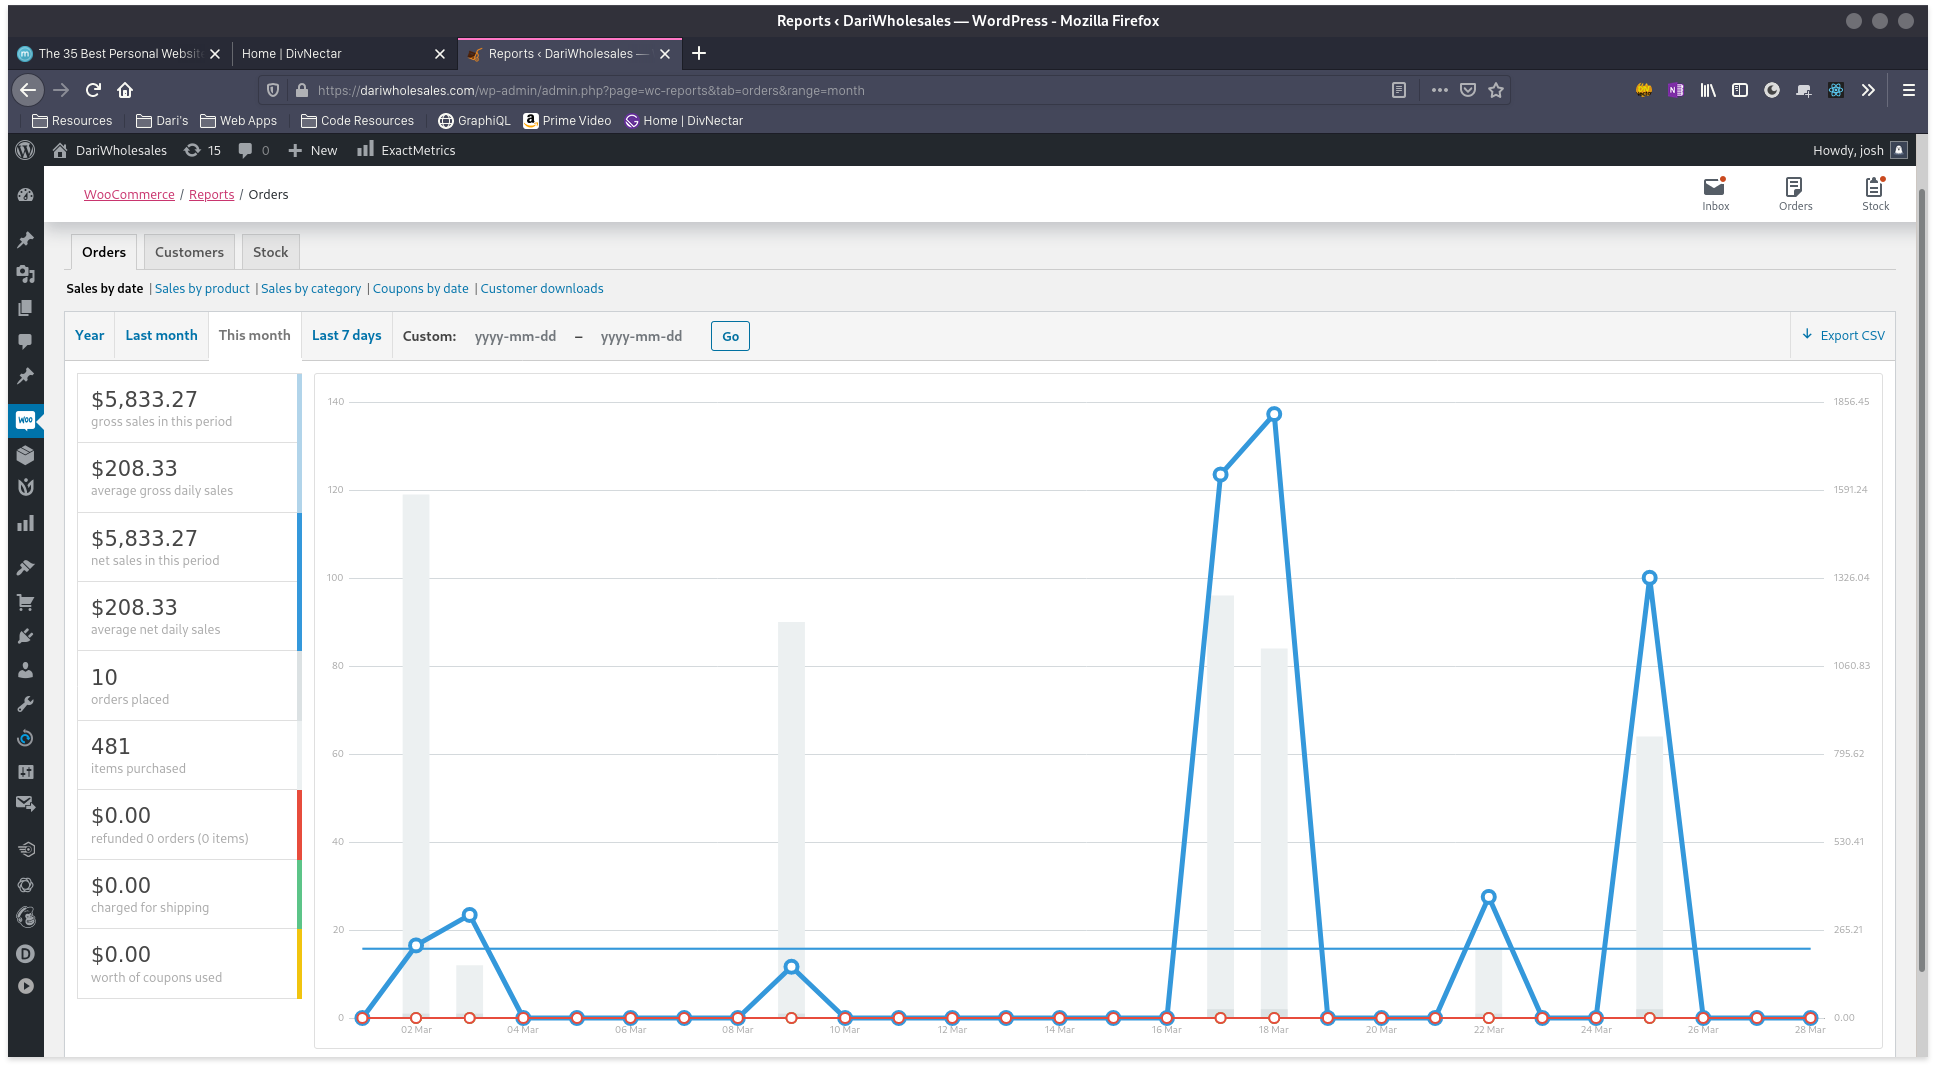 Reports ‹ DariWholesales — WordPress - Mozilla Firefox
The 35 Best Personal Websit
Home | DivNectar
Reports ‹ DariWholesales —
https://dariwholesales.com/wp-admin/admin.php?page=wc-reports&tab=orders&range=month
Resources Dari's Web Apps Code Resources GraphiQL Prime Video Home | DivNectar
DariWholesales 15 0 New ExactMetrics Howdy, josh
WooCommerce / Reports / Orders
Inbox Orders Stock
Orders Customers Stock
Sales by date | Sales by product | Sales by category | Coupons by date | Customer downloads
Year Last month This month Last 7 days Custom: yyyy-mm-dd – yyyy-mm-dd Go Export CSV
$5,833.27
gross sales in this period
$208.33
average gross daily sales
$5,833.27
net sales in this period
$208.33
average net daily sales
10
orders placed
481
items purchased
$0.00
refunded 0 orders (0 items)
$0.00
charged for shipping
$0.00
worth of coupons used
140 1856.45
120 1591.24
100 1326.04
80 1060.83
60 795.62
40 530.41
20 265.21
0 0.00
02 Mar 04 Mar 06 Mar 08 Mar 10 Mar 12 Mar 14 Mar 16 Mar 18 Mar 20 Mar 22 Mar 24 Mar 26 Mar 28 Mar